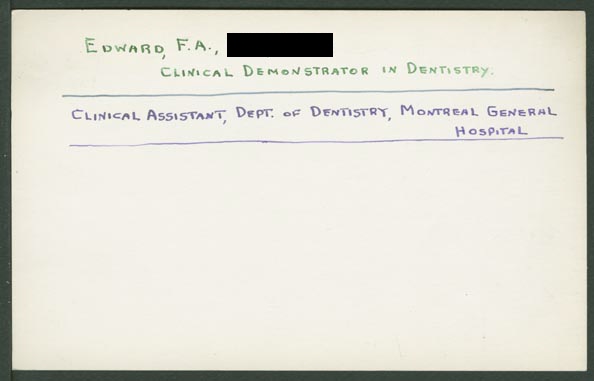 Edward, F.A.,
Clinical Demonstrator in Dentistry.
Clinical Assistant, Dept. of Dentistry, Montreal General
Hospital